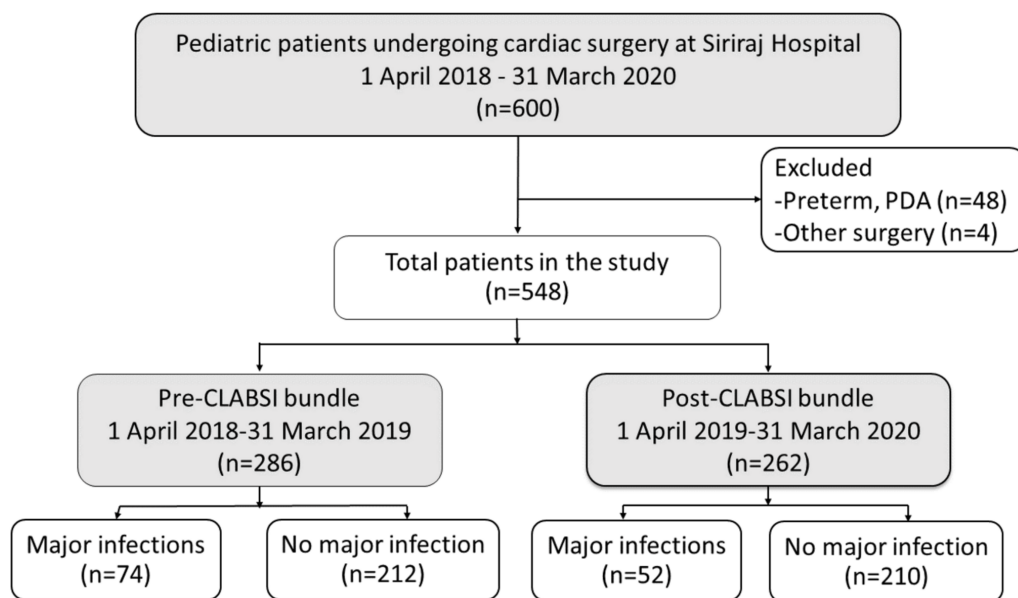 Pediatric patients undergoing cardiac surgery at Siriraj Hospital
1 April 2018 - 31 March 2020
(n=600)
Excluded
-Preterm, PDA (n=48)
-Other surgery (n=4)
Total patients in the study
(n=548)
Pre-CLABSI bundle
1 April 2018-31 March 2019
(n=286)
Post-CLABSI bundle
1 April 2019-31 March 2020
(n=262)
Major infections
(n=74)
No major infection
(n=212)
Major infections
(n=52)
No major infection
(n=210)